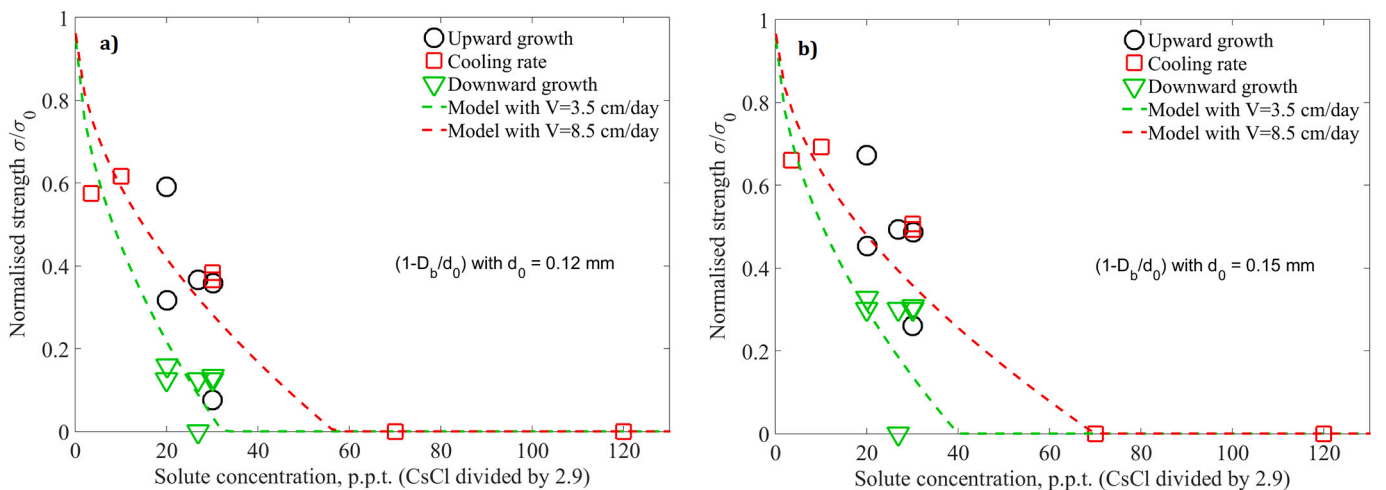 a)
Upward growth
Cooling rate
Downward growth
Model with V=3.5 cm/day
Model with V=8.5 cm/day
(1-D_b/d_0) with d_0 = 0.12 mm
Normalised strength σ/σ_0
1
0.8
0.6
0.4
0.2
0
0 20 40 60 80 100 120
Solute concentration, p.p.t. (CsCl divided by 2.9)
b)
Upward growth
Cooling rate
Downward growth
Model with V=3.5 cm/day
Model with V=8.5 cm/day
(1-D_b/d_0) with d_0 = 0.15 mm
Normalised strength σ/σ_0
1
0.8
0.6
0.4
0.2
0
0 20 40 60 80 100 120
Solute concentration, p.p.t. (CsCl divided by 2.9)